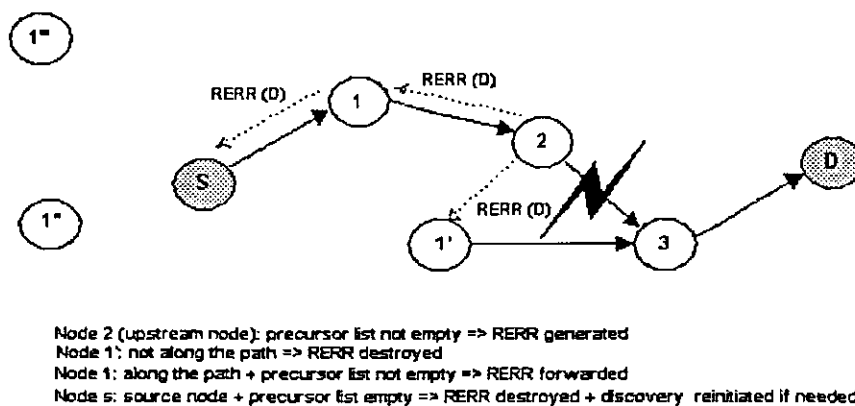 1'''
RERR (D)
RERR (D)
1
2
S
D
1"
RERR (D)
1'
3
Node 2 (upstream node): precursor list not empty => RERR generated
Node 1': not along the path => RERR destroyed
Node 1: along the path + precursor list not empty => RERR forwarded
Node s: source node + precursor list empty => RERR destroyed + discovery reinitiated if needed